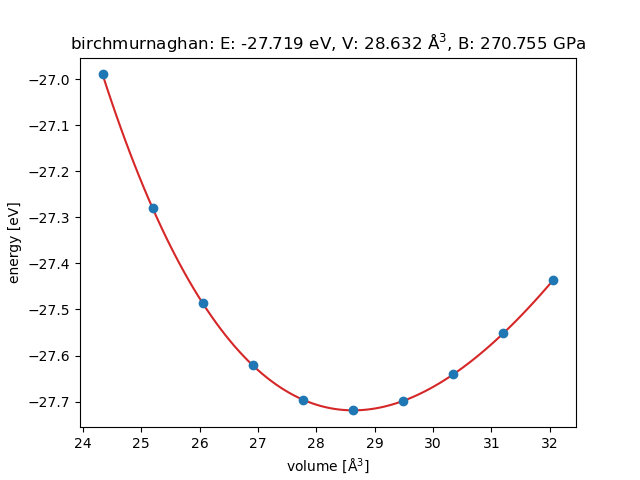 birchmurnaghan: E: -27.719 eV, V: 28.632 Å³, B: 270.755 GPa
−27.0
−27.1
−27.2
−27.3
−27.4
−27.5
−27.6
−27.7
energy [eV]
24 25 26 27 28 29 30 31 32
volume [Å³]